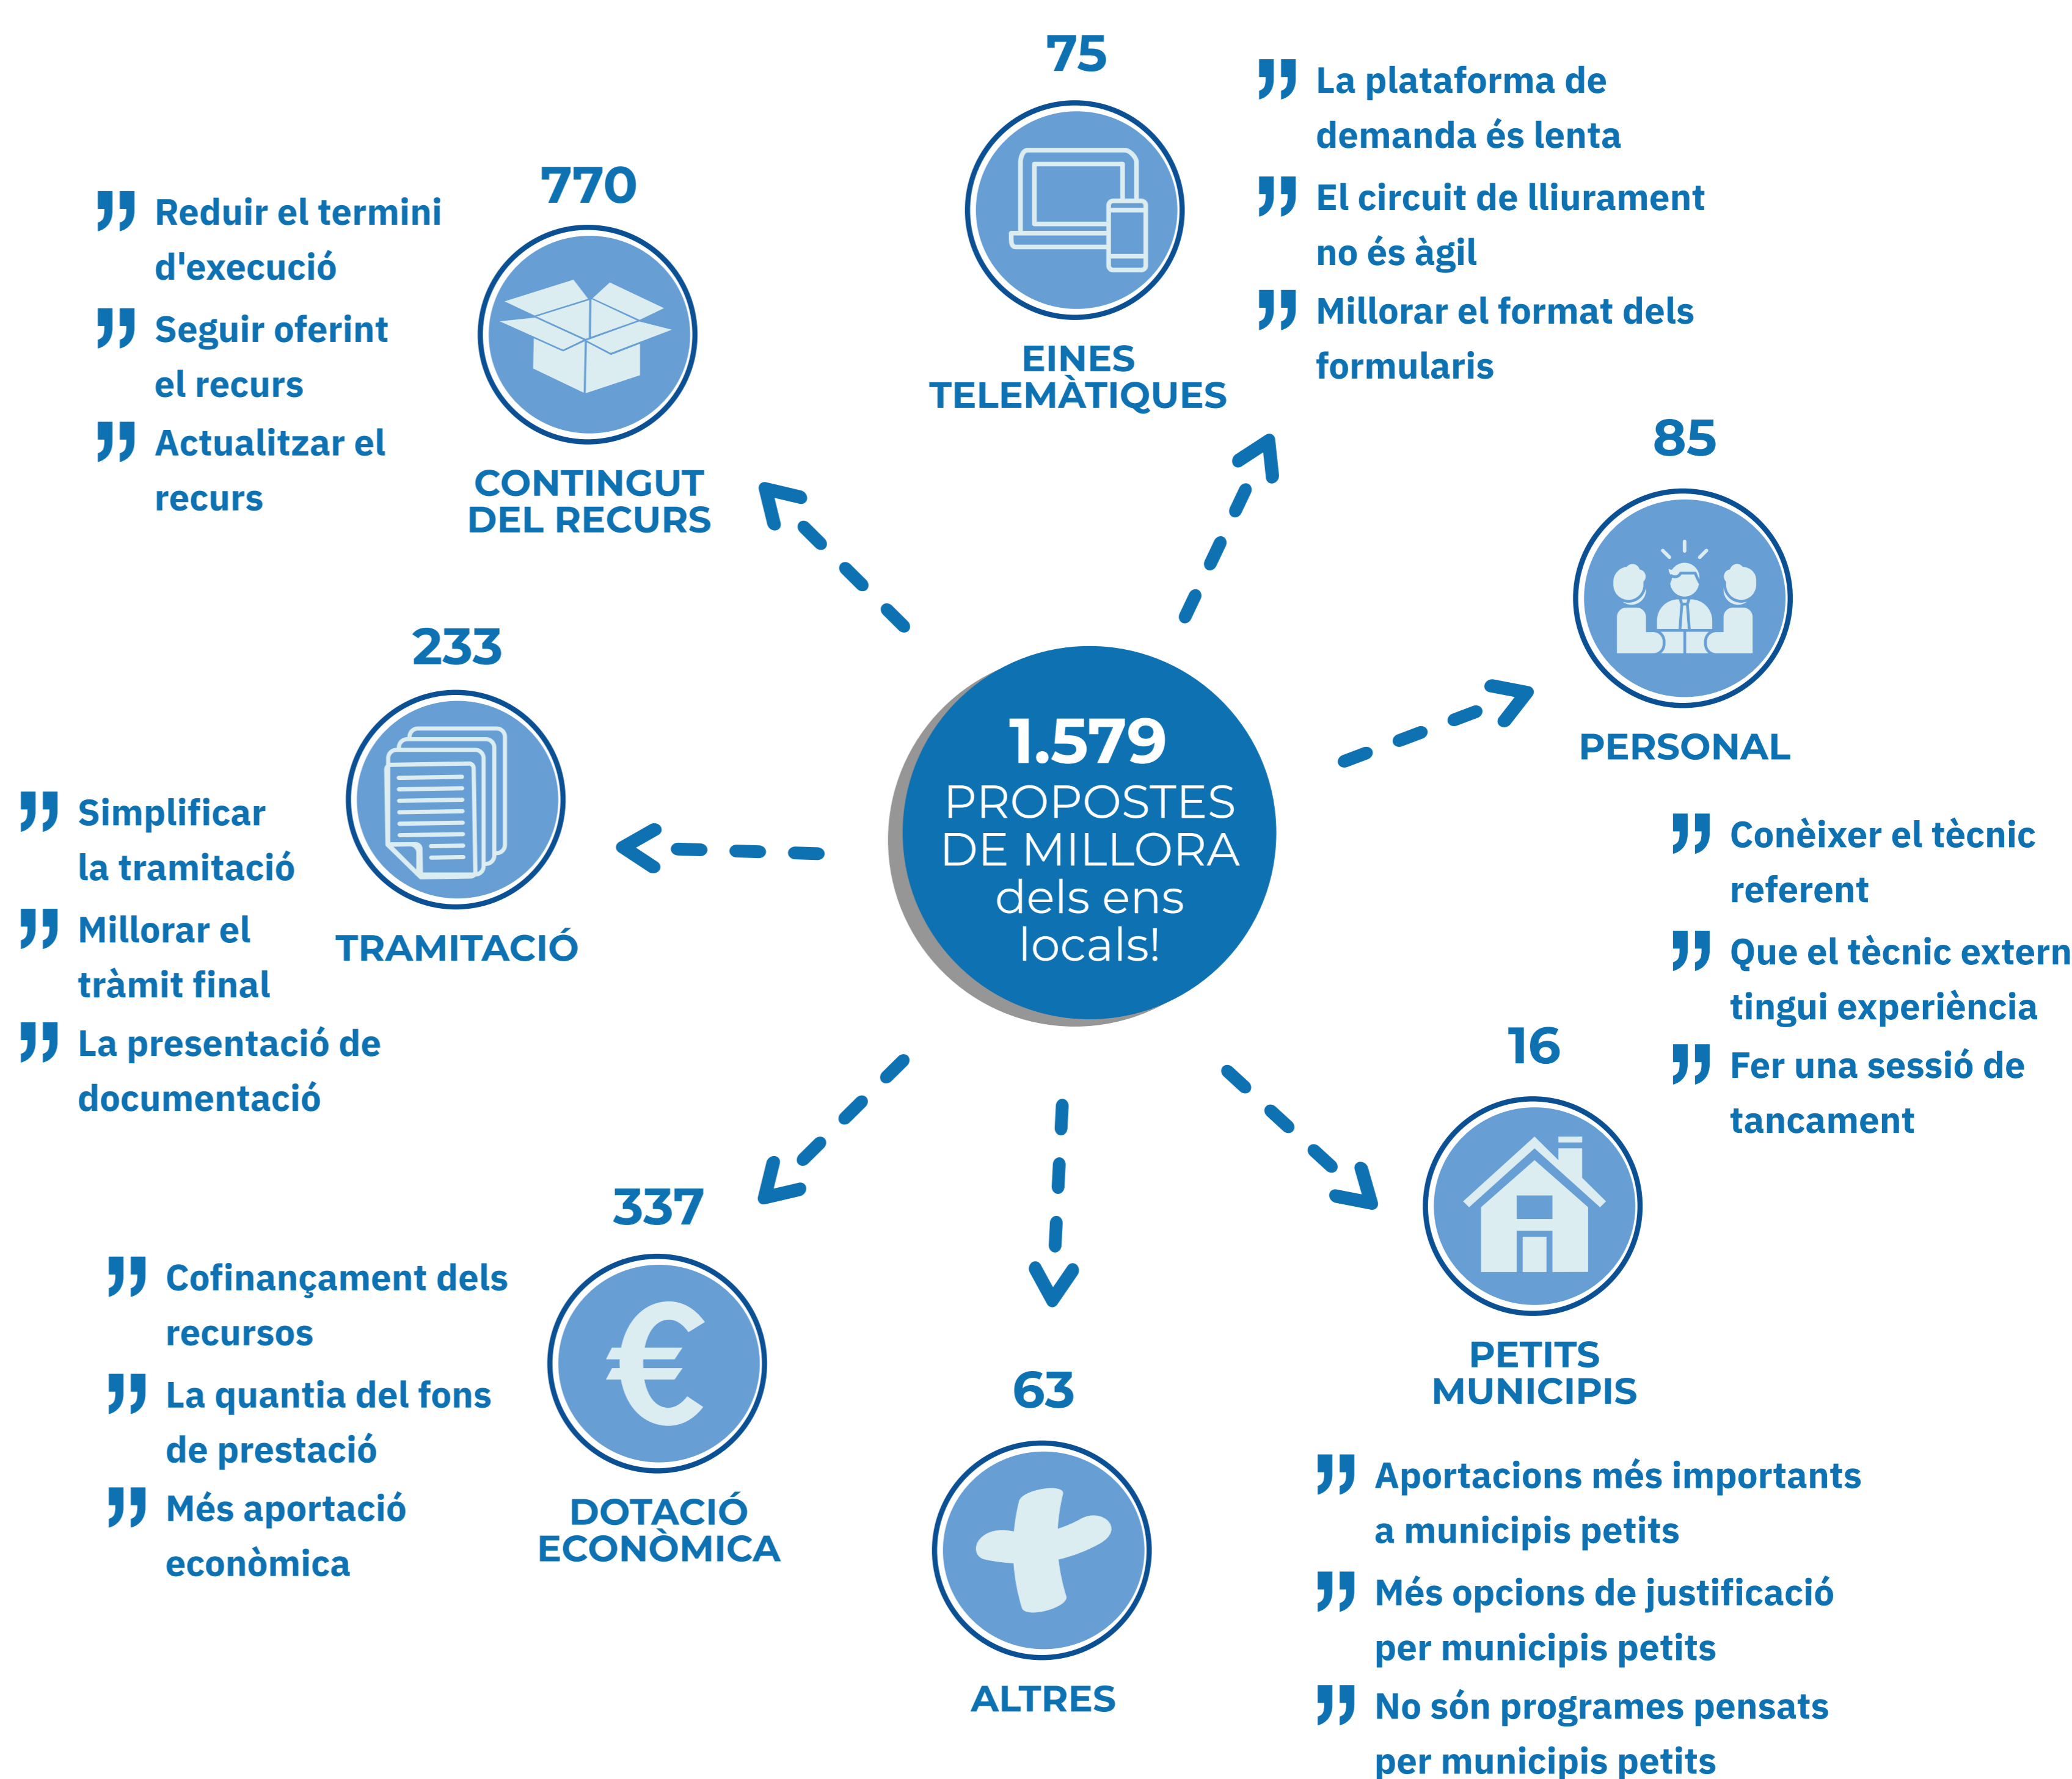 1.579
PROPOSTES
DE MILLORA
dels ens
locals!
75
EINES
TELEMÀTIQUES
La plataforma de
demanda és lenta
El circuit de lliurament
no és àgil
Millorar el format dels
formularis
85
PERSONAL
Conèixer el tècnic
referent
Que el tècnic extern
tingui experiència
Fer una sessió de
tancament
16
PETITS
MUNICIPIS
Aportacions més importants
a municipis petits
Més opcions de justificació
per municipis petits
No són programes pensats
per municipis petits
63
ALTRES
337
DOTACIÓ
ECONÒMICA
Cofinançament dels
recursos
La quantia del fons
de prestació
Més aportació
econòmica
233
TRAMITACIÓ
Simplificar
la tramitació
Millorar el
tràmit final
La presentació de
documentació
770
CONTINGUT
DEL RECURS
Reduir el termini
d'execució
Seguir oferint
el recurs
Actualitzar el
recurs